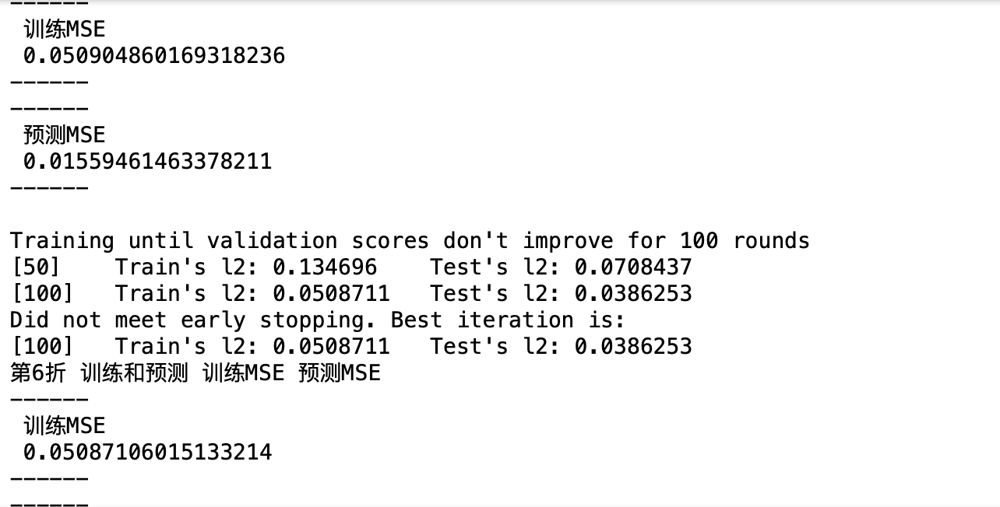 ------
训练MSE
0.050904860169318236
------
------
预测MSE
0.01559461463378211
------
Training until validation scores don't improve for 100 rounds
[50]	Train's l2: 0.134696	Test's l2: 0.0708437
[100]	Train's l2: 0.0508711	Test's l2: 0.0386253
Did not meet early stopping. Best iteration is:
[100]	Train's l2: 0.0508711	Test's l2: 0.0386253
第6折 训练和预测 训练MSE 预测MSE
------
训练MSE
0.05087106015133214
------
------